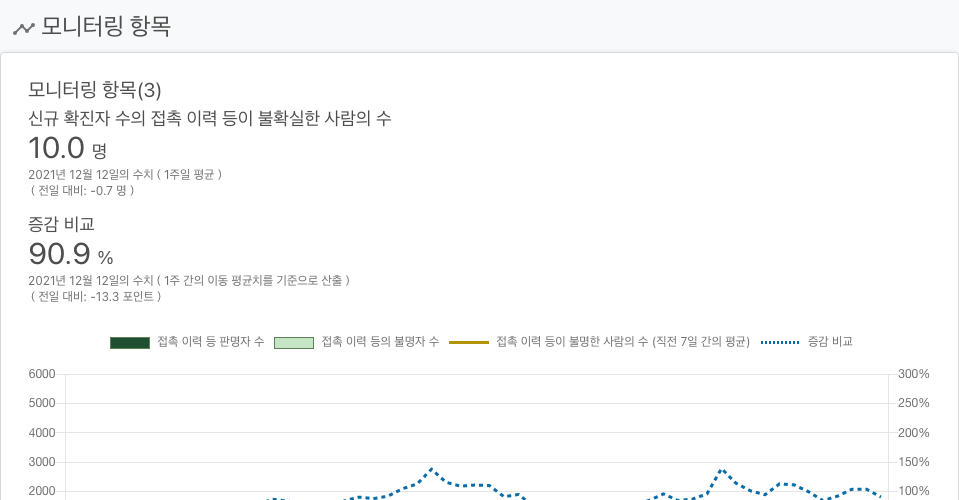 모니터링 항목
모니터링 항목(3)
신규 확진자 수의 접촉 이력 등이 불확실한 사람의 수
10.0 명
2021년 12월 12일의 수치 ( 1주일 평균 )
( 전일 대비: -0.7 명 )
증감 비교
90.9 %
2021년 12월 12일의 수치 ( 1주 간의 이동 평균치를 기준으로 산출 )
( 전일 대비: -13.3 포인트 )
접촉 이력 등 판명자 수 접촉 이력 등의 불명자 수 접촉 이력 등이 불명한 사람의 수 (직전 7일 간의 평균) 증감 비교
6000 300%
5000 250%
4000 200%
3000 150%
2000 100%